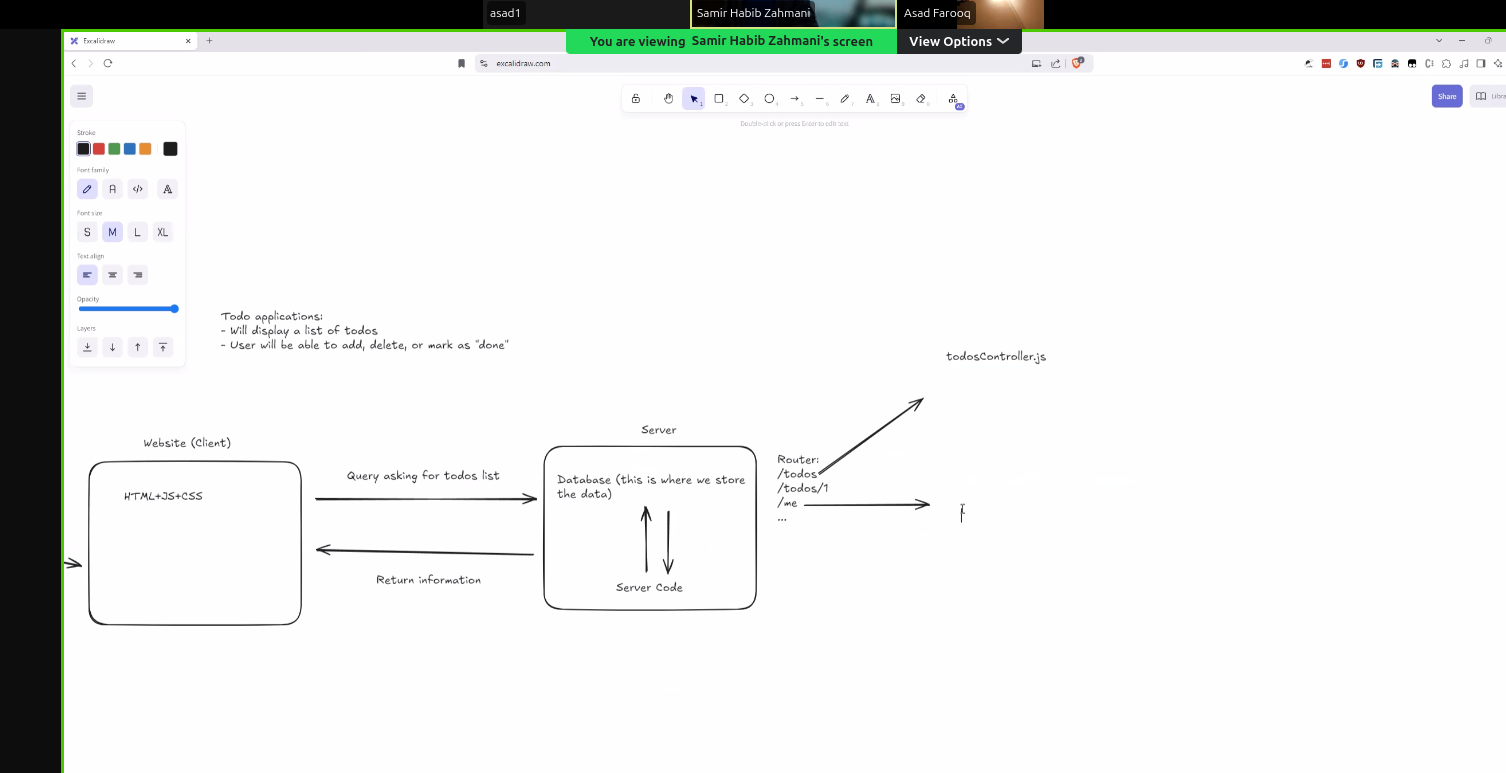 asad1
Samir Habib Zahmani
Asad Farooq
Excalidraw
You are viewing Samir Habib Zahmani's screen
View Options
excalidraw.com
Share
Libra
Double-click or press Enter to edit text
Stroke
Font family
Font size
S M L XL
Text align
Opacity
Layers
Todo applications:
- Will display a list of todos
- User will be able to add, delete, or mark as "done"
todosController.js
Website (Client)
HTML+JS+CSS
Query asking for todos list
Return information
Server
Database (this is where we store
the data)
Server Code
Router:
/todos
/todos/1
/me
...